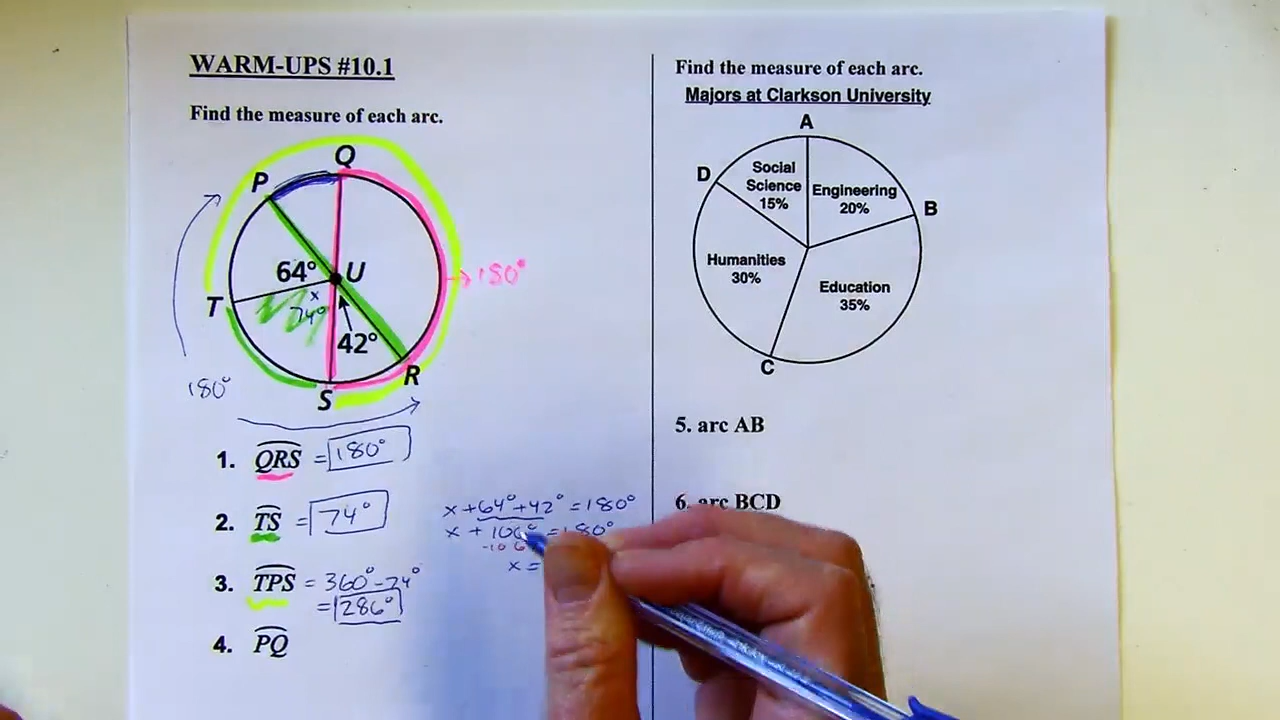 WARM-UPS #10.1
Find the measure of each arc.
Q
P
64°
U
x
74°
T
42°
R
S
180°
180°
1. QRS = 180°
2. TS = 74°
x + 64° + 42° = 180°
x + 106° = 180°
-106
x =
3. TPS = 360° - 74°
= 286°
4. PQ
Find the measure of each arc.
Majors at Clarkson University
A
D
Social
Science
15%
Engineering
20%
B
Humanities
30%
Education
35%
C
5. arc AB
6. arc BCD